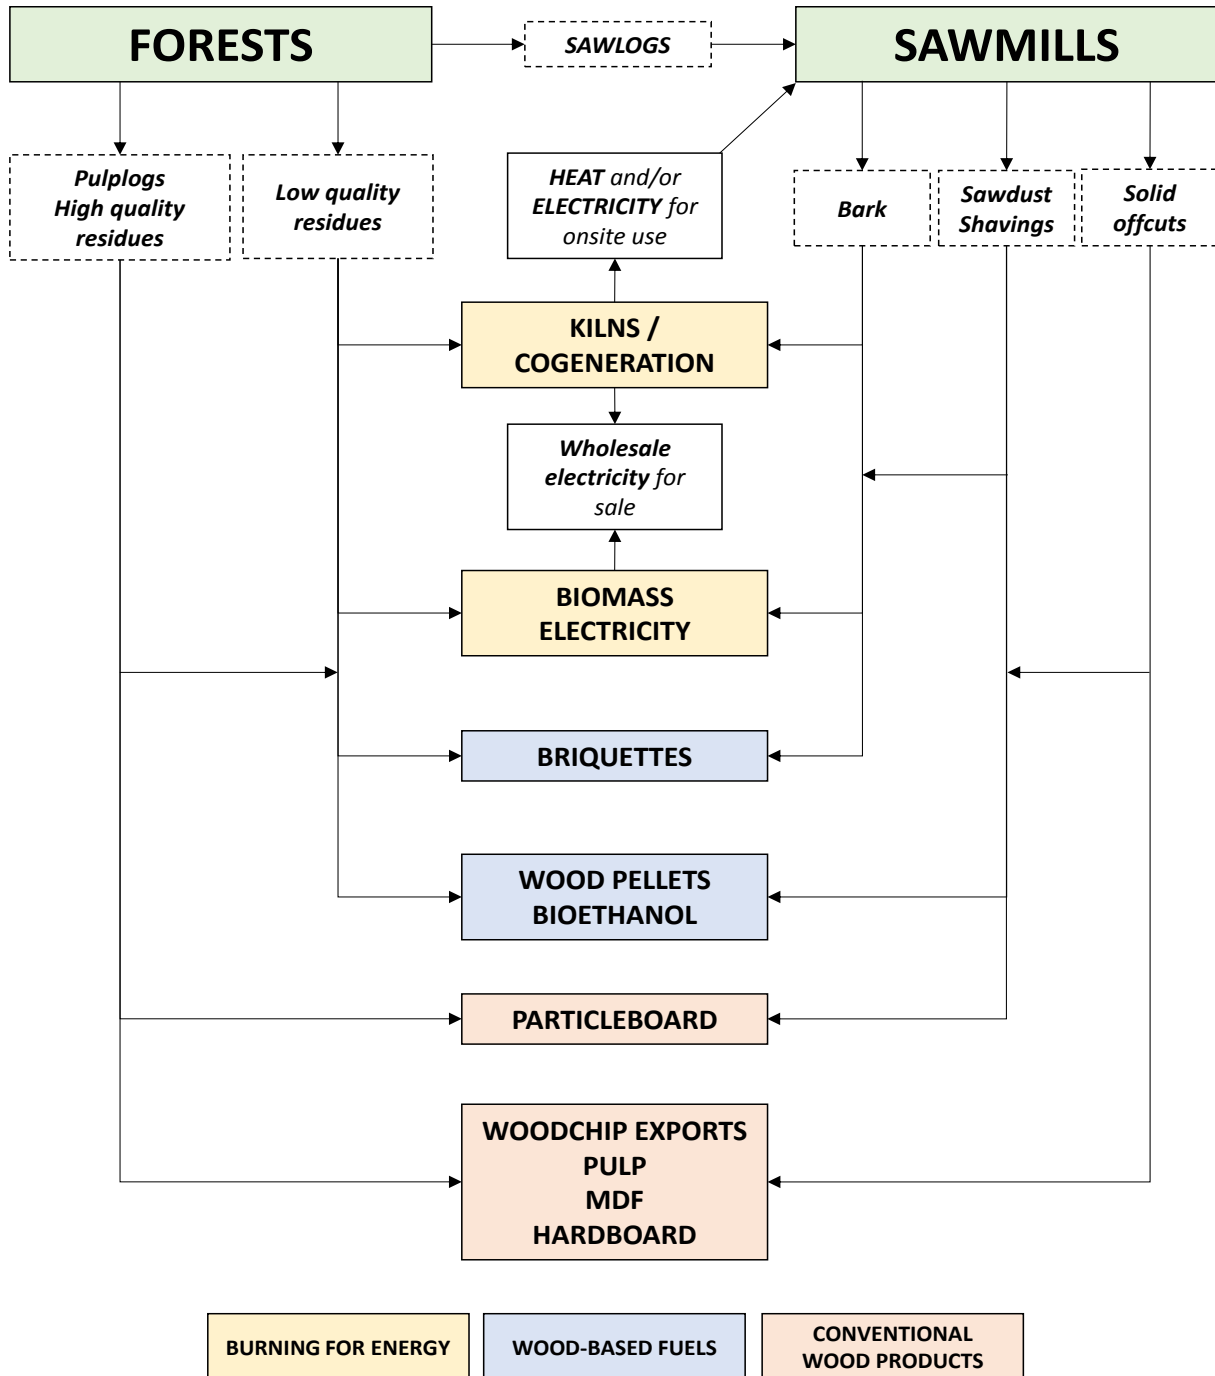 FORESTS
SAWLOGS
SAWMILLS
Pulplogs
High quality
residues
Low quality
residues
HEAT and/or
ELECTRICITY for
onsite use
Bark
Sawdust
Shavings
Solid
offcuts
KILNS /
COGENERATION
Wholesale
electricity for
sale
BIOMASS
ELECTRICITY
BRIQUETTES
WOOD PELLETS
BIOETHANOL
PARTICLEBOARD
WOODCHIP EXPORTS
PULP
MDF
HARDBOARD
BURNING FOR ENERGY
WOOD-BASED FUELS
CONVENTIONAL
WOOD PRODUCTS